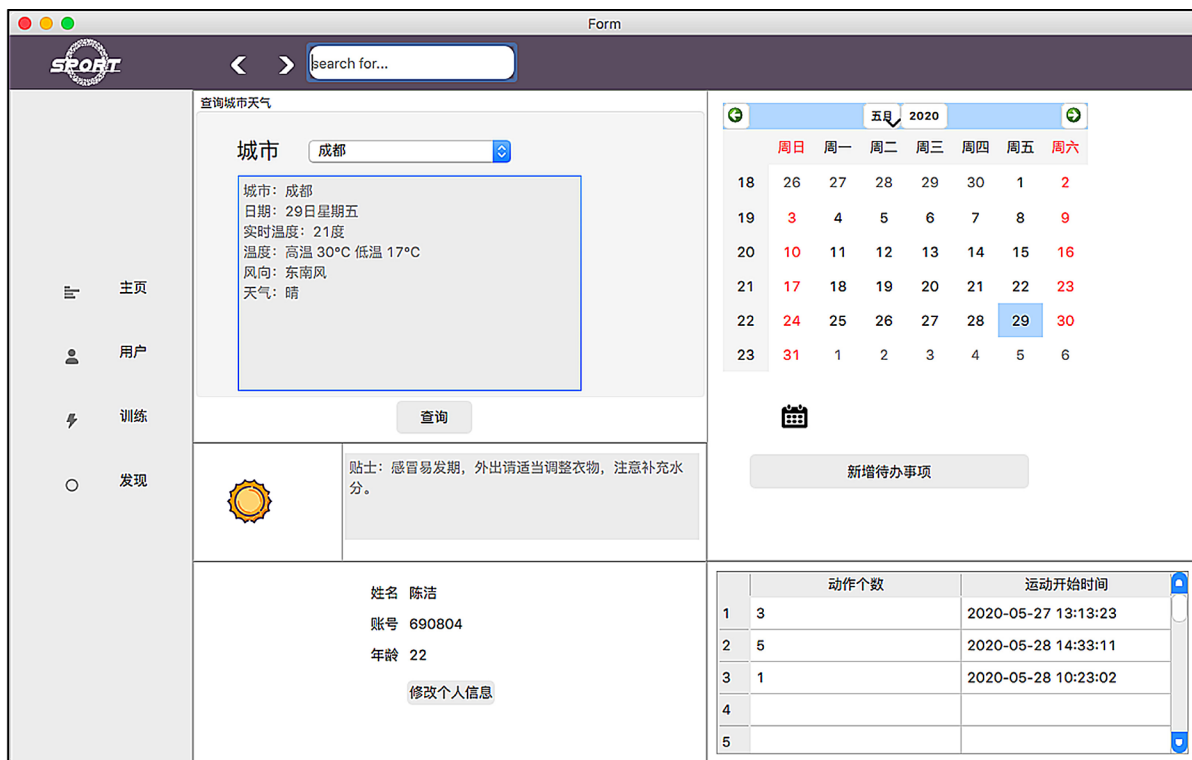 Form
SPORT
search for...
查询城市天气
城市 成都
城市：成都
日期：29日星期五
实时温度：21度
温度：高温 30°C 低温 17°C
风向：东南风
天气：晴
查询
主页
用户
训练
发现
贴士：感冒易发期，外出请适当调整衣物，注意补充水
分。
姓名 陈洁
账号 690804
年龄 22
修改个人信息
五月 2020
周日 周一 周二 周三 周四 周五 周六
18 26 27 28 29 30 1 2
19 3 4 5 6 7 8 9
20 10 11 12 13 14 15 16
21 17 18 19 20 21 22 23
22 24 25 26 27 28 29 30
23 31 1 2 3 4 5 6
新增待办事项
动作个数 运动开始时间
1 3 2020-05-27 13:13:23
2 5 2020-05-28 14:33:11
3 1 2020-05-28 10:23:02
4
5